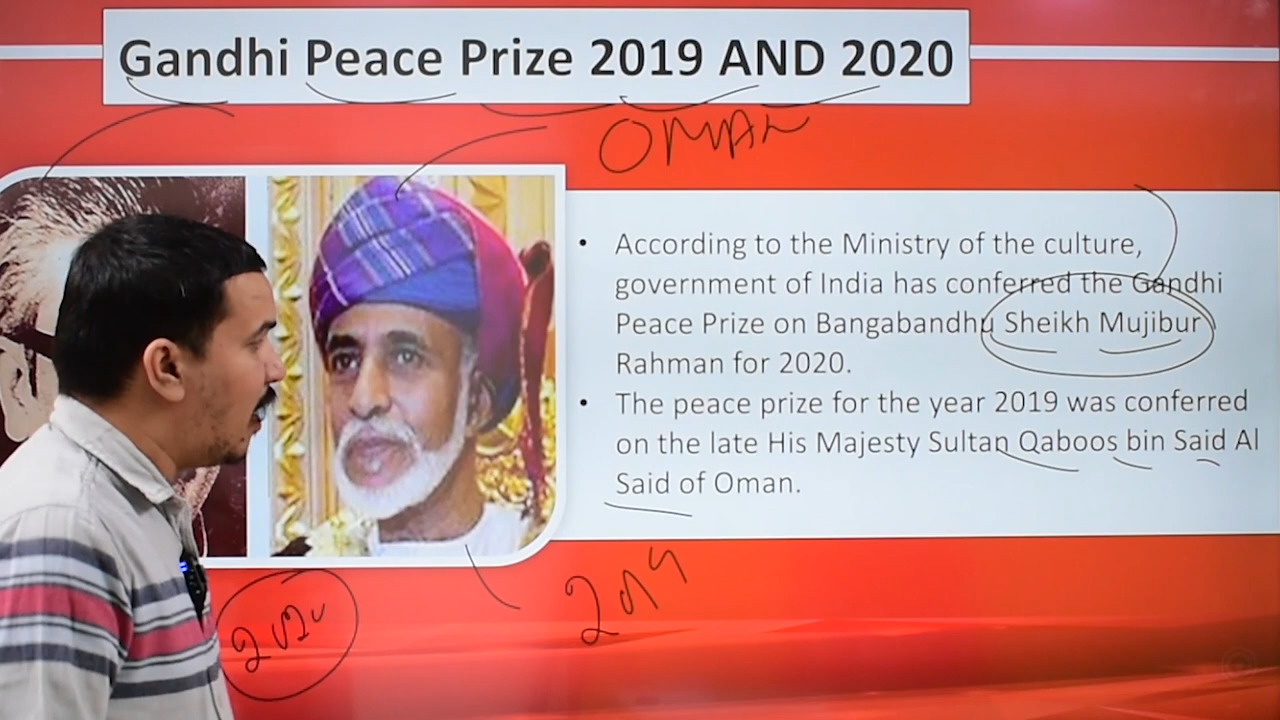 Gandhi Peace Prize 2019 AND 2020
OMAN
• According to the Ministry of the culture,
government of India has conferred the Gandhi
Peace Prize on Bangabandhu Sheikh Mujibur
Rahman for 2020.
• The peace prize for the year 2019 was conferred
on the late His Majesty Sultan Qaboos bin Said Al
Said of Oman.
2019
2020